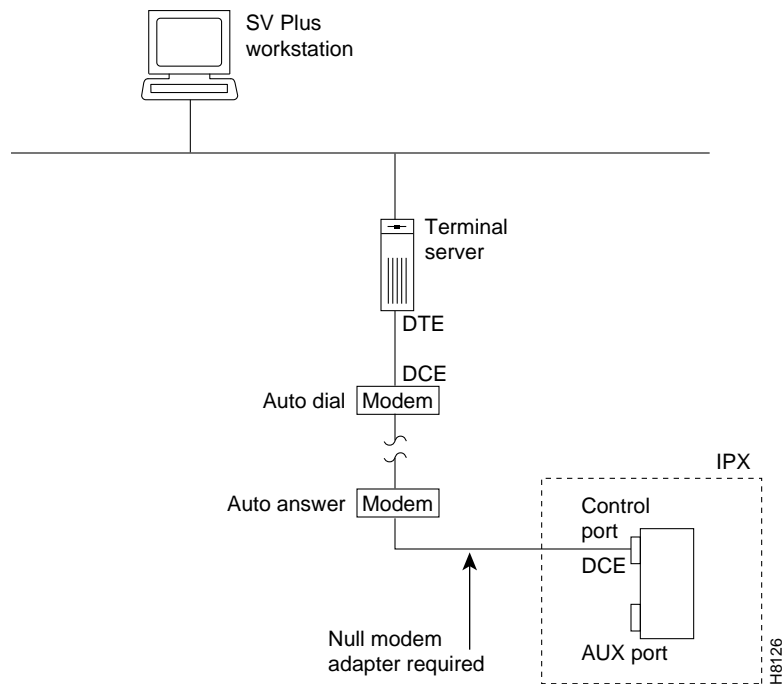 SV Plus
workstation
Terminal
server
DTE
DCE
Auto dial
Modem
Auto answer
Modem
IPX
Control
port
DCE
AUX port
Null modem
adapter required
H8126